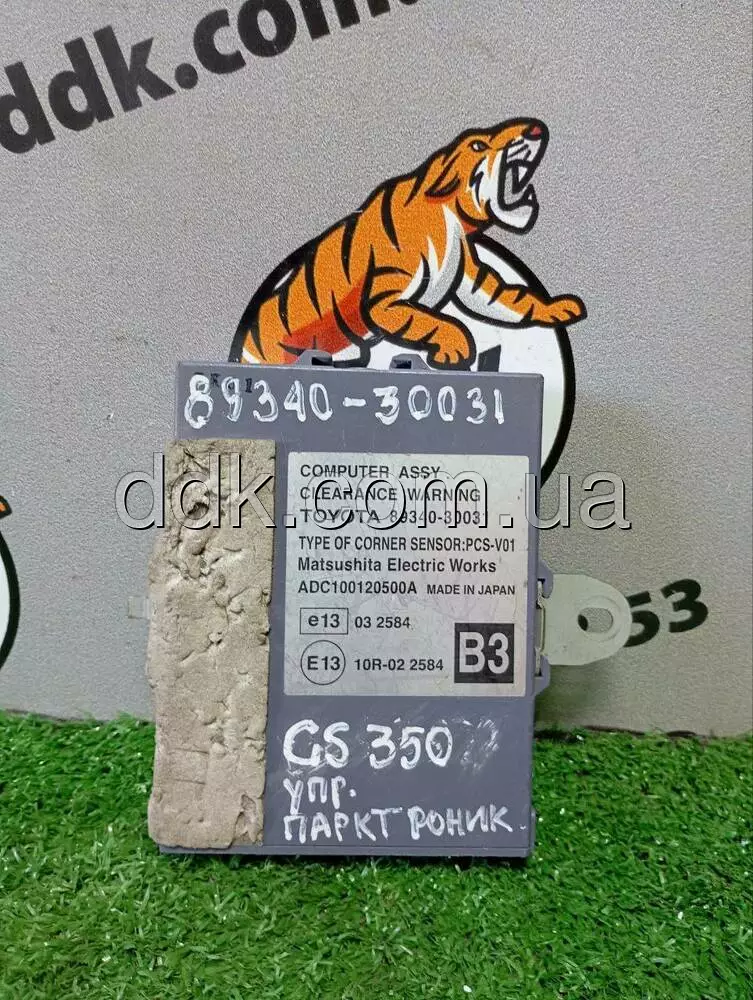 ddk.com.
89340-30031
COMPUTER ASSY
CLEARANCE WARNING
TOYOTA 89340-30031
ddk.com.ua
TYPE OF CORNER SENSOR:PCS-V01
Matsushita Electric Works
ADC100120500A MADE IN JAPAN
e13 03 2584
E13 10R-02 2584
B3
53
GS 350
УПР.
ПАРКТРОНИК